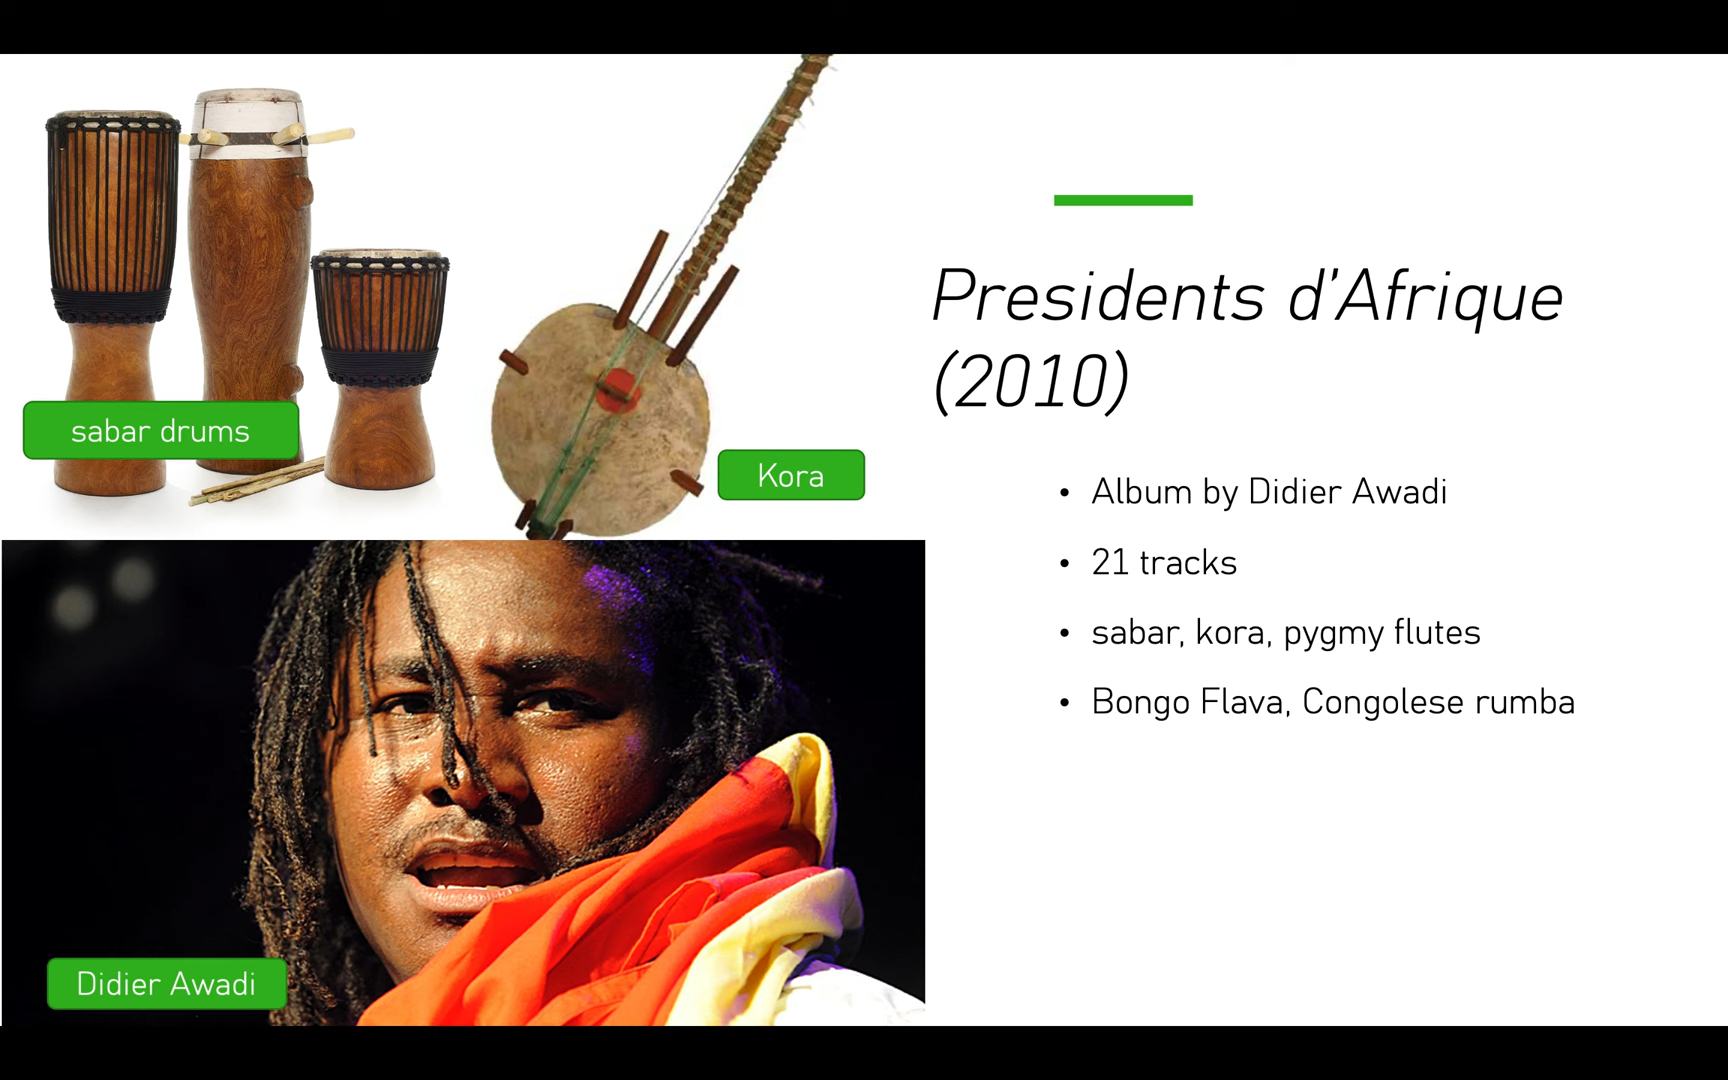 sabar drums
Kora
Didier Awadi
Presidents d’Afrique
(2010)
• Album by Didier Awadi
• 21 tracks
• sabar, kora, pygmy flutes
• Bongo Flava, Congolese rumba